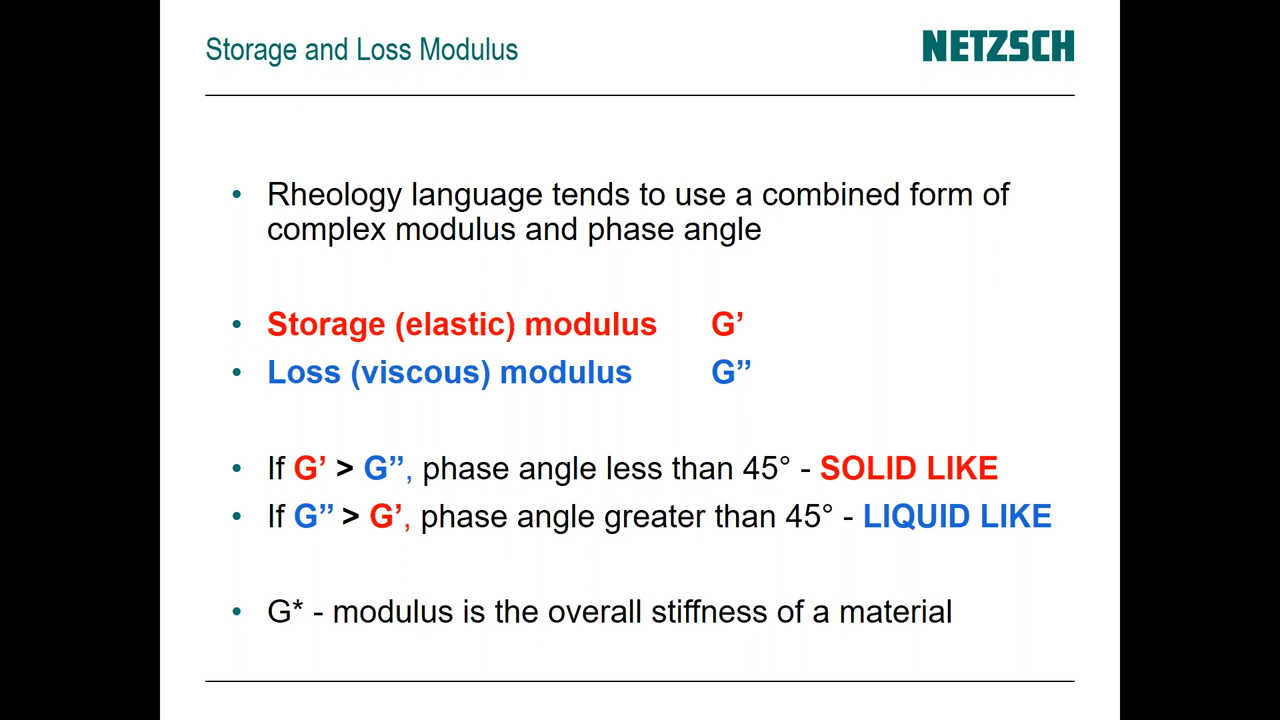 Storage and Loss Modulus
NETZSCH
• Rheology language tends to use a combined form of
complex modulus and phase angle
• Storage (elastic) modulus G’
• Loss (viscous) modulus G”
• If G’ > G”, phase angle less than 45° - SOLID LIKE
• If G” > G’, phase angle greater than 45° - LIQUID LIKE
• G* - modulus is the overall stiffness of a material